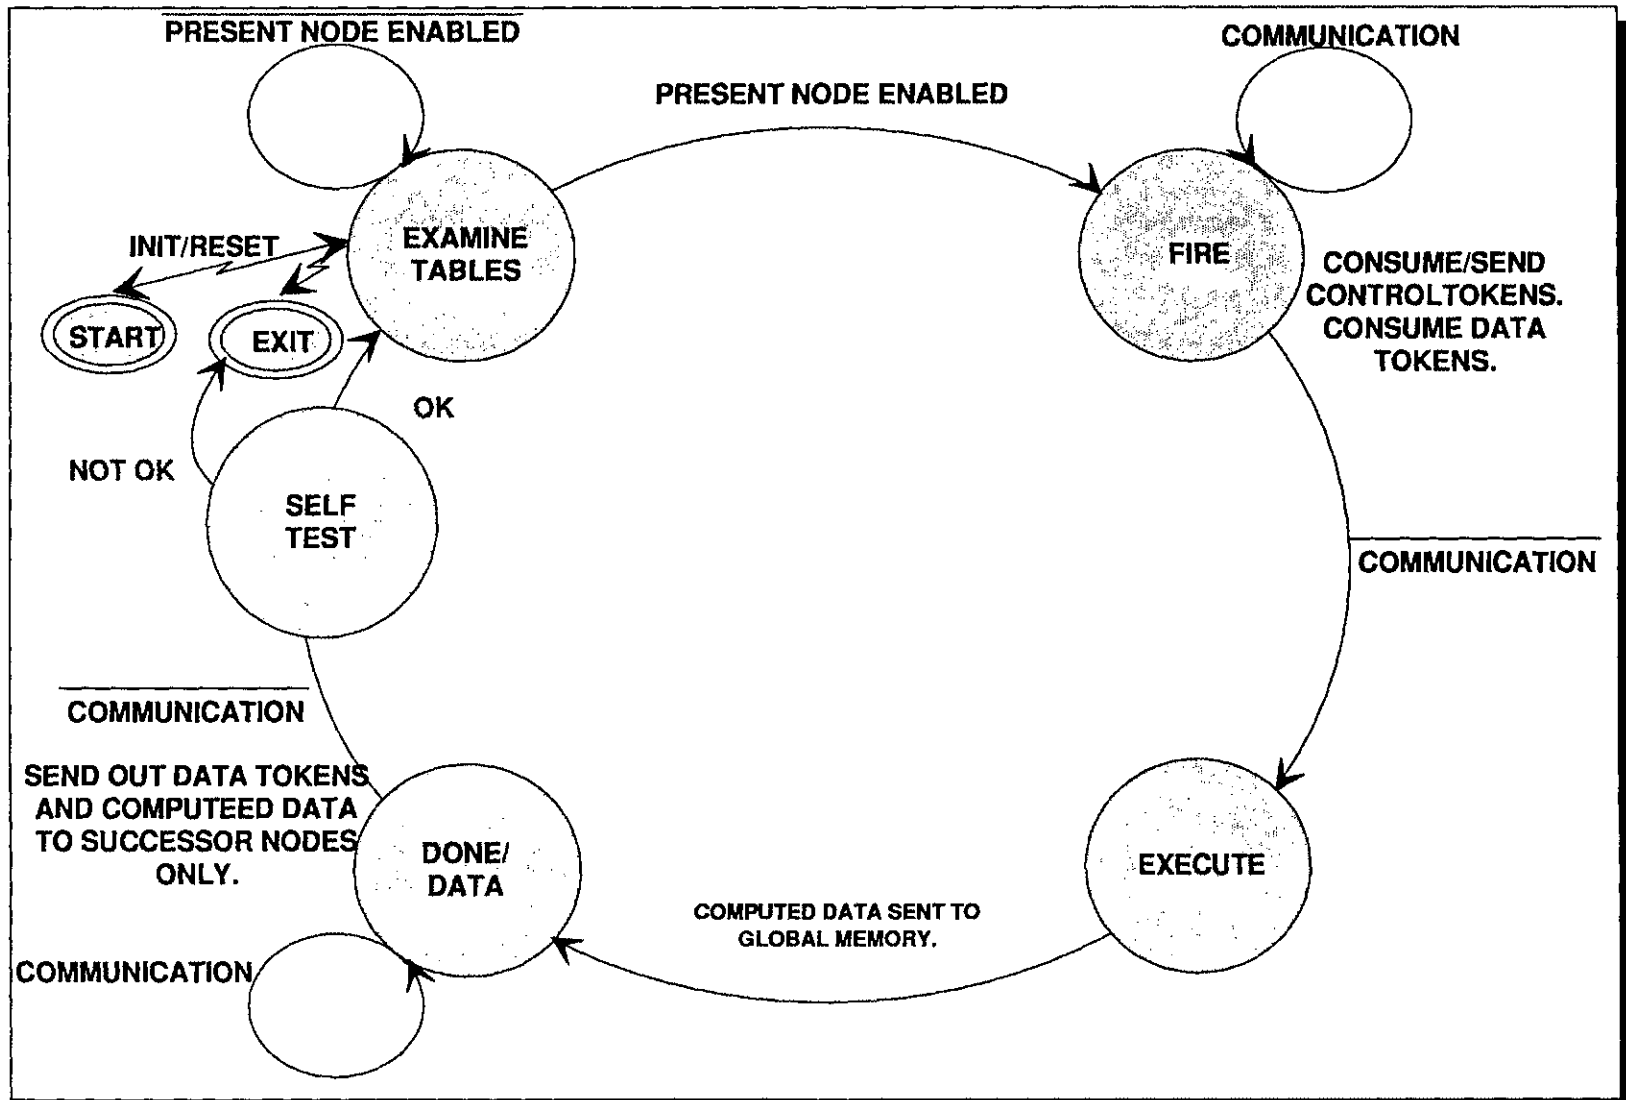 PRESENT NODE ENABLED
COMMUNICATION
PRESENT NODE ENABLED
INIT/RESET
EXAMINE
TABLES
FIRE
CONSUME/SEND
CONTROLTOKENS.
CONSUME DATA
TOKENS.
START
EXIT
OK
NOT OK
SELF
TEST
COMMUNICATION
COMMUNICATION
SEND OUT DATA TOKENS
AND COMPUTEED DATA
TO SUCCESSOR NODES
ONLY.
DONE/
DATA
EXECUTE
COMPUTED DATA SENT TO
GLOBAL MEMORY.
COMMUNICATION